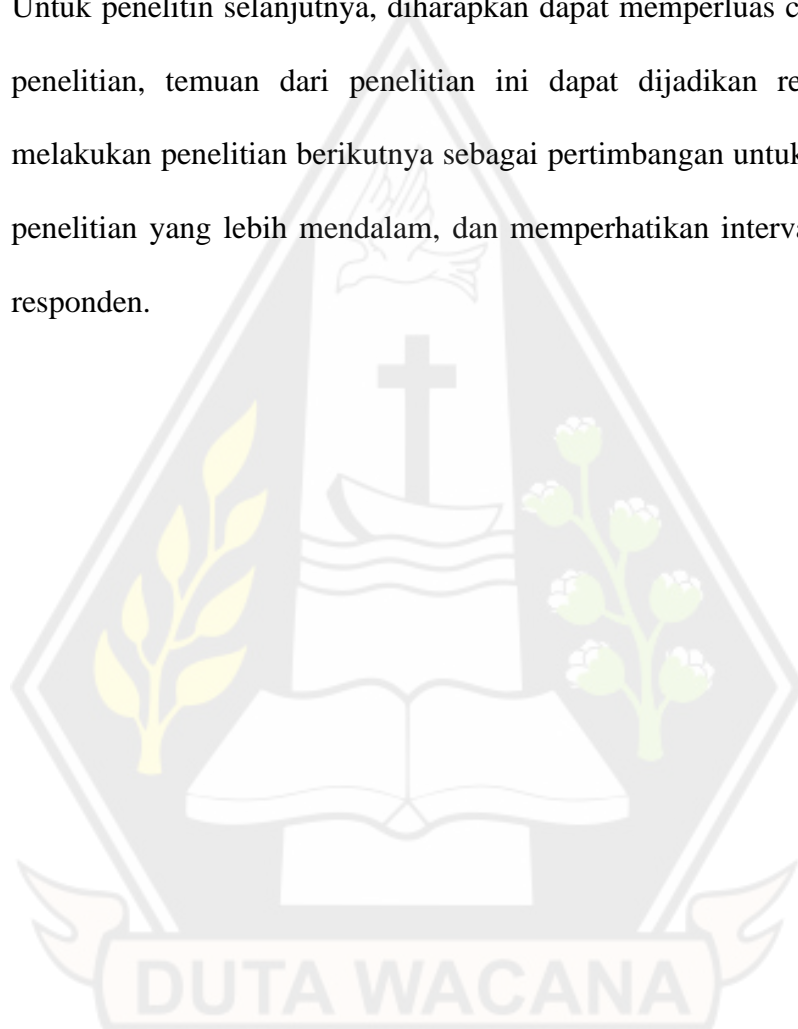 Untuk penelitin selanjutnya, diharapkan dapat memperluas
penelitian, temuan dari penelitian ini dapat dijadikan
melakukan penelitian berikutnya sebagai pertimbangan untuk
penelitian yang lebih mendalam, dan memperhatikan
responden.
DUTA WACANA